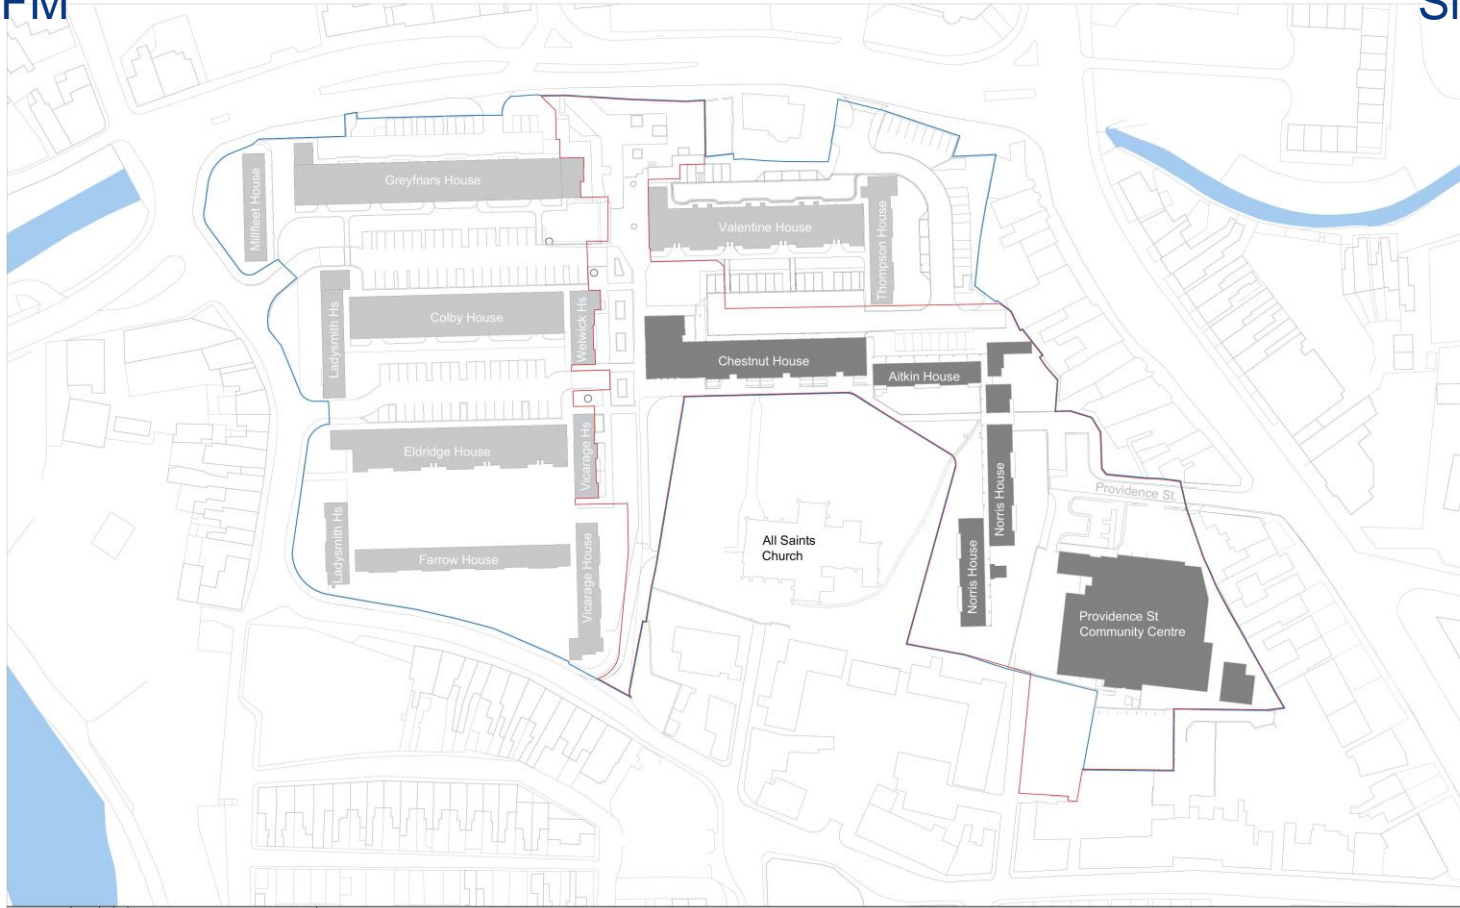 Millfleet House
Greyfriars House
Valentine House
Thompson House
Ladysmith Hs
Colby House
Welwick Hs
Chestnut House
Aitkin House
Eldridge House
Vicarage Hs
Norris House
Providence St
Ladysmith Hs
Farrow House
Vicarage House
All Saints
Church
Norris House
Providence St
Community Centre